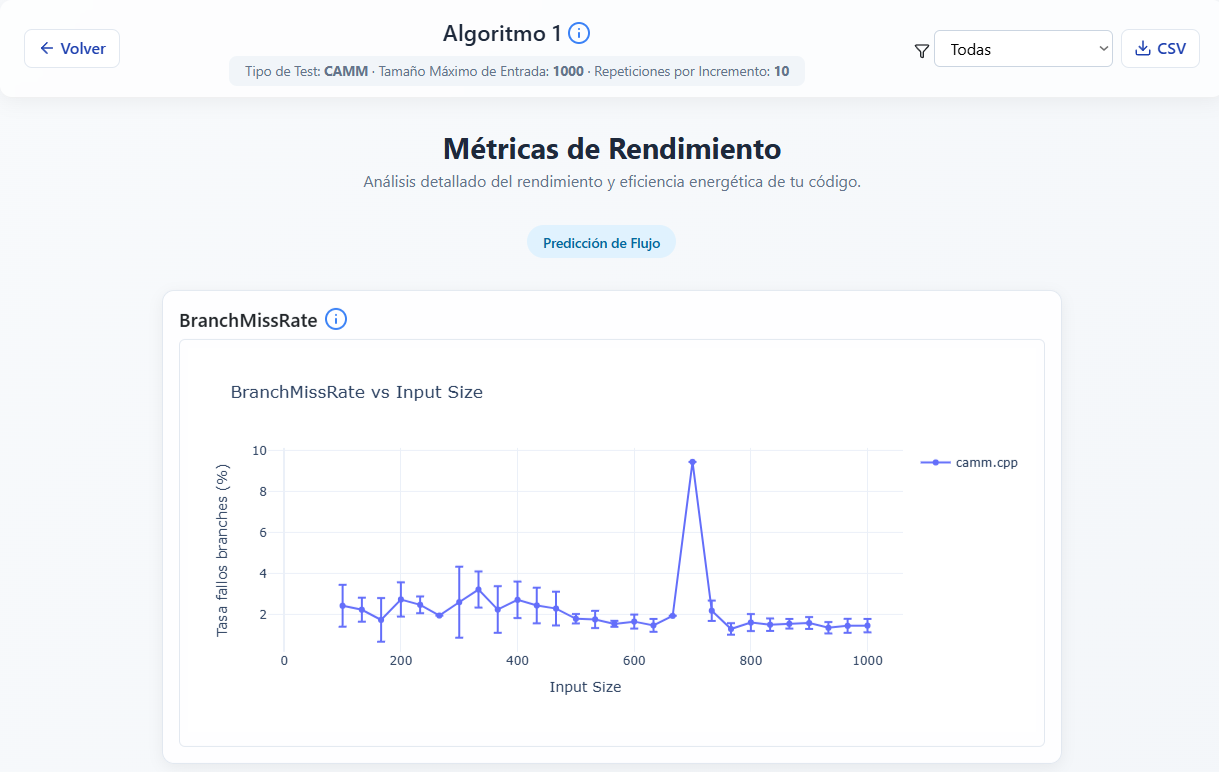 Volver
Algoritmo 1
Tipo de Test: CAMM · Tamaño Máximo de Entrada: 1000 · Repeticiones por Incremento: 10
Todas
CSV
Métricas de Rendimiento
Análisis detallado del rendimiento y eficiencia energética de tu código.
Predicción de Flujo
BranchMissRate
BranchMissRate vs Input Size
Tasa fallos branches (%)
10
8
6
4
2
0
200
400
600
800
1000
Input Size
camm.cpp